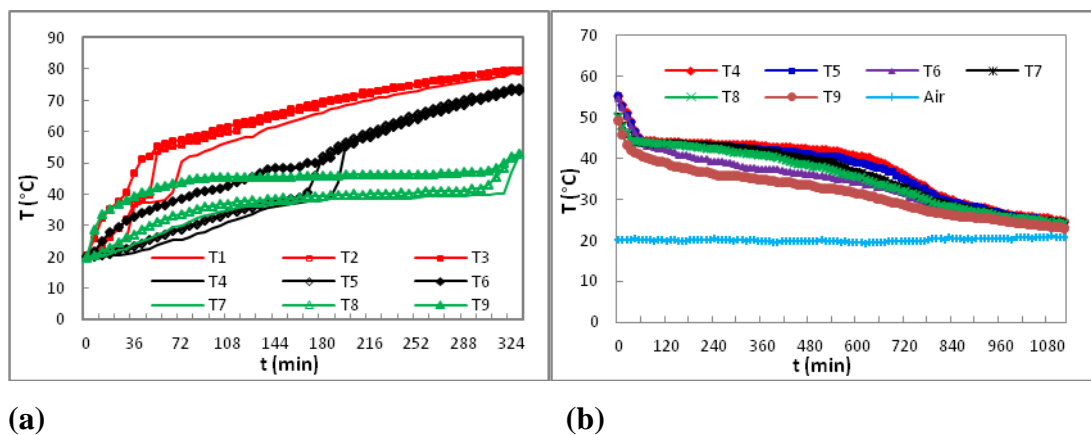 90
80
70
60
50
40
30
20
10
0
T (°C)
T1 T2 T3
T4 T5 T6
T7 T8 T9
0 36 72 108 144 180 216 252 288 324
t (min)
(a)
70
60
50
40
30
20
10
0
T (°C)
T4 T5 T6 T7
T8 T9 Air
0 120 240 360 480 600 720 840 960 1080
t (min)
(b)